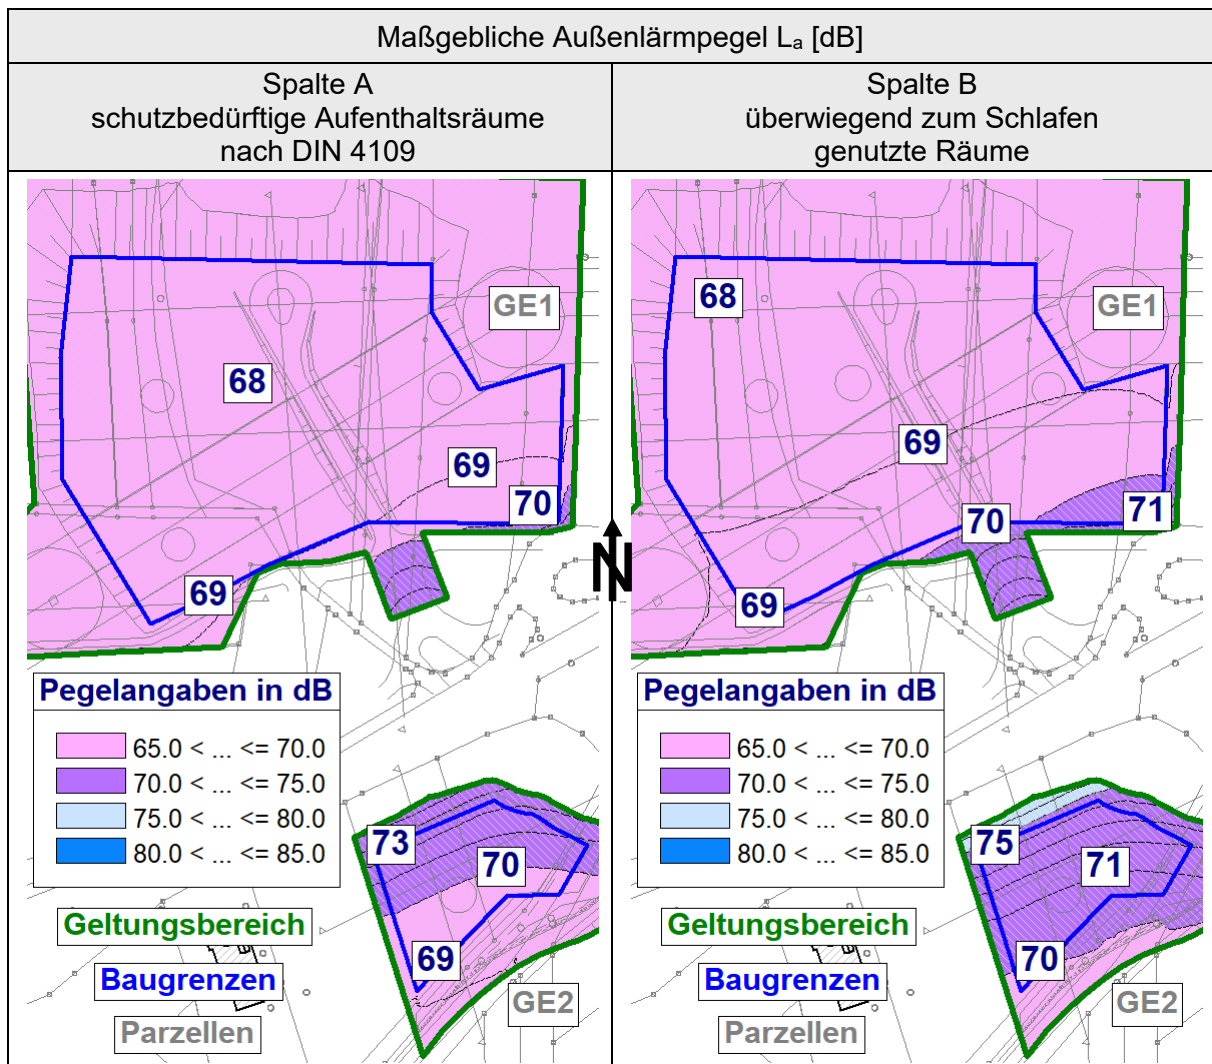 Maßgebliche Außenlärmpegel Lₐ [dB]
Spalte A
schutzbedürftige Aufenthaltsräume
nach DIN 4109
Spalte B
überwiegend zum Schlafen
genutzte Räume
GE1
68
69
70
69
Pegelangaben in dB
65.0 < ... <= 70.0
70.0 < ... <= 75.0
75.0 < ... <= 80.0
80.0 < ... <= 85.0
73
70
69
Geltungsbereich
Baugrenzen
Parzellen
GE2
N
68
GE1
69
71
70
69
Pegelangaben in dB
65.0 < ... <= 70.0
70.0 < ... <= 75.0
75.0 < ... <= 80.0
80.0 < ... <= 85.0
75
71
70
Geltungsbereich
Baugrenzen
Parzellen
GE2